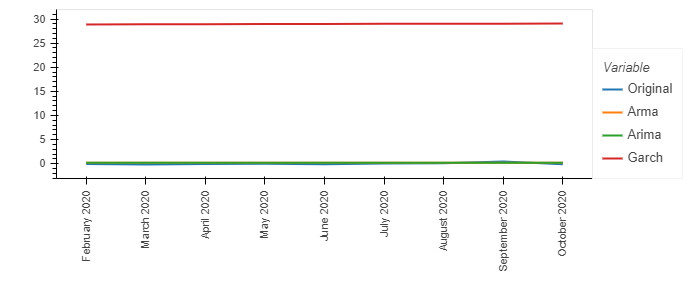 30
25
20
15
10
5
0
February 2020
March 2020
April 2020
May 2020
June 2020
July 2020
August 2020
September 2020
October 2020
Variable
Original
Arma
Arima
Garch